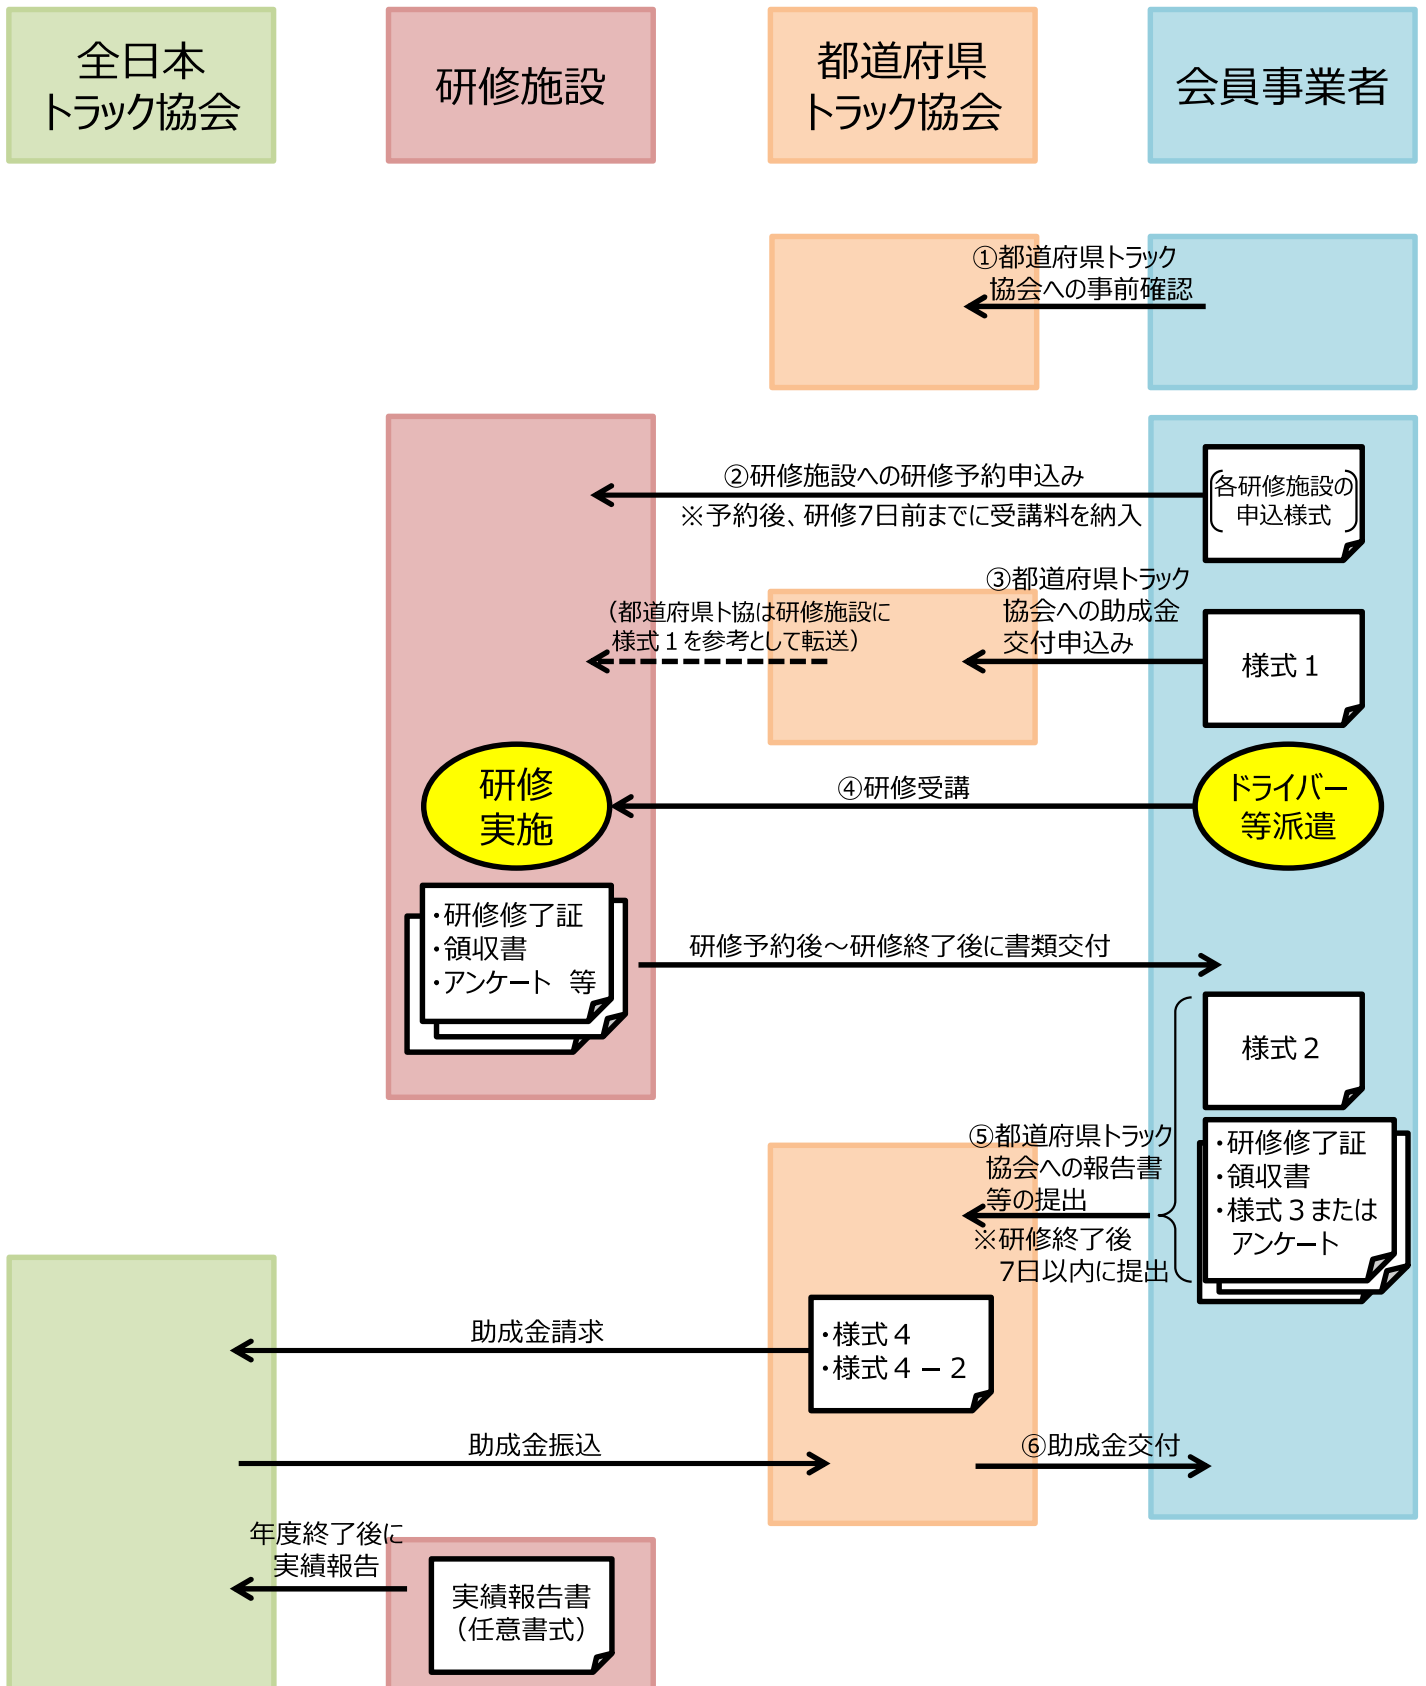 全日本
トラック協会
研修施設
都道府県
トラック協会
会員事業者
①都道府県トラック
協会への事前確認
②研修施設への研修予約申込み
※予約後、研修7日前までに受講料を納入
各研修施設の
申込様式
③都道府県トラック
協会への助成金
交付申込み
（都道府県ト協は研修施設に
様式１を参考として転送）
様式１
研修
実施
④研修受講
ドライバー
等派遣
・研修修了証
・領収書
・アンケート　等
研修予約後～研修終了後に書類交付
様式２
⑤都道府県トラック
協会への報告書
等の提出
※研修終了後
7日以内に提出
・研修修了証
・領収書
・様式３または
アンケート
・様式４
・様式４－２
助成金請求
助成金振込
⑥助成金交付
年度終了後に
実績報告
実績報告書
（任意書式）